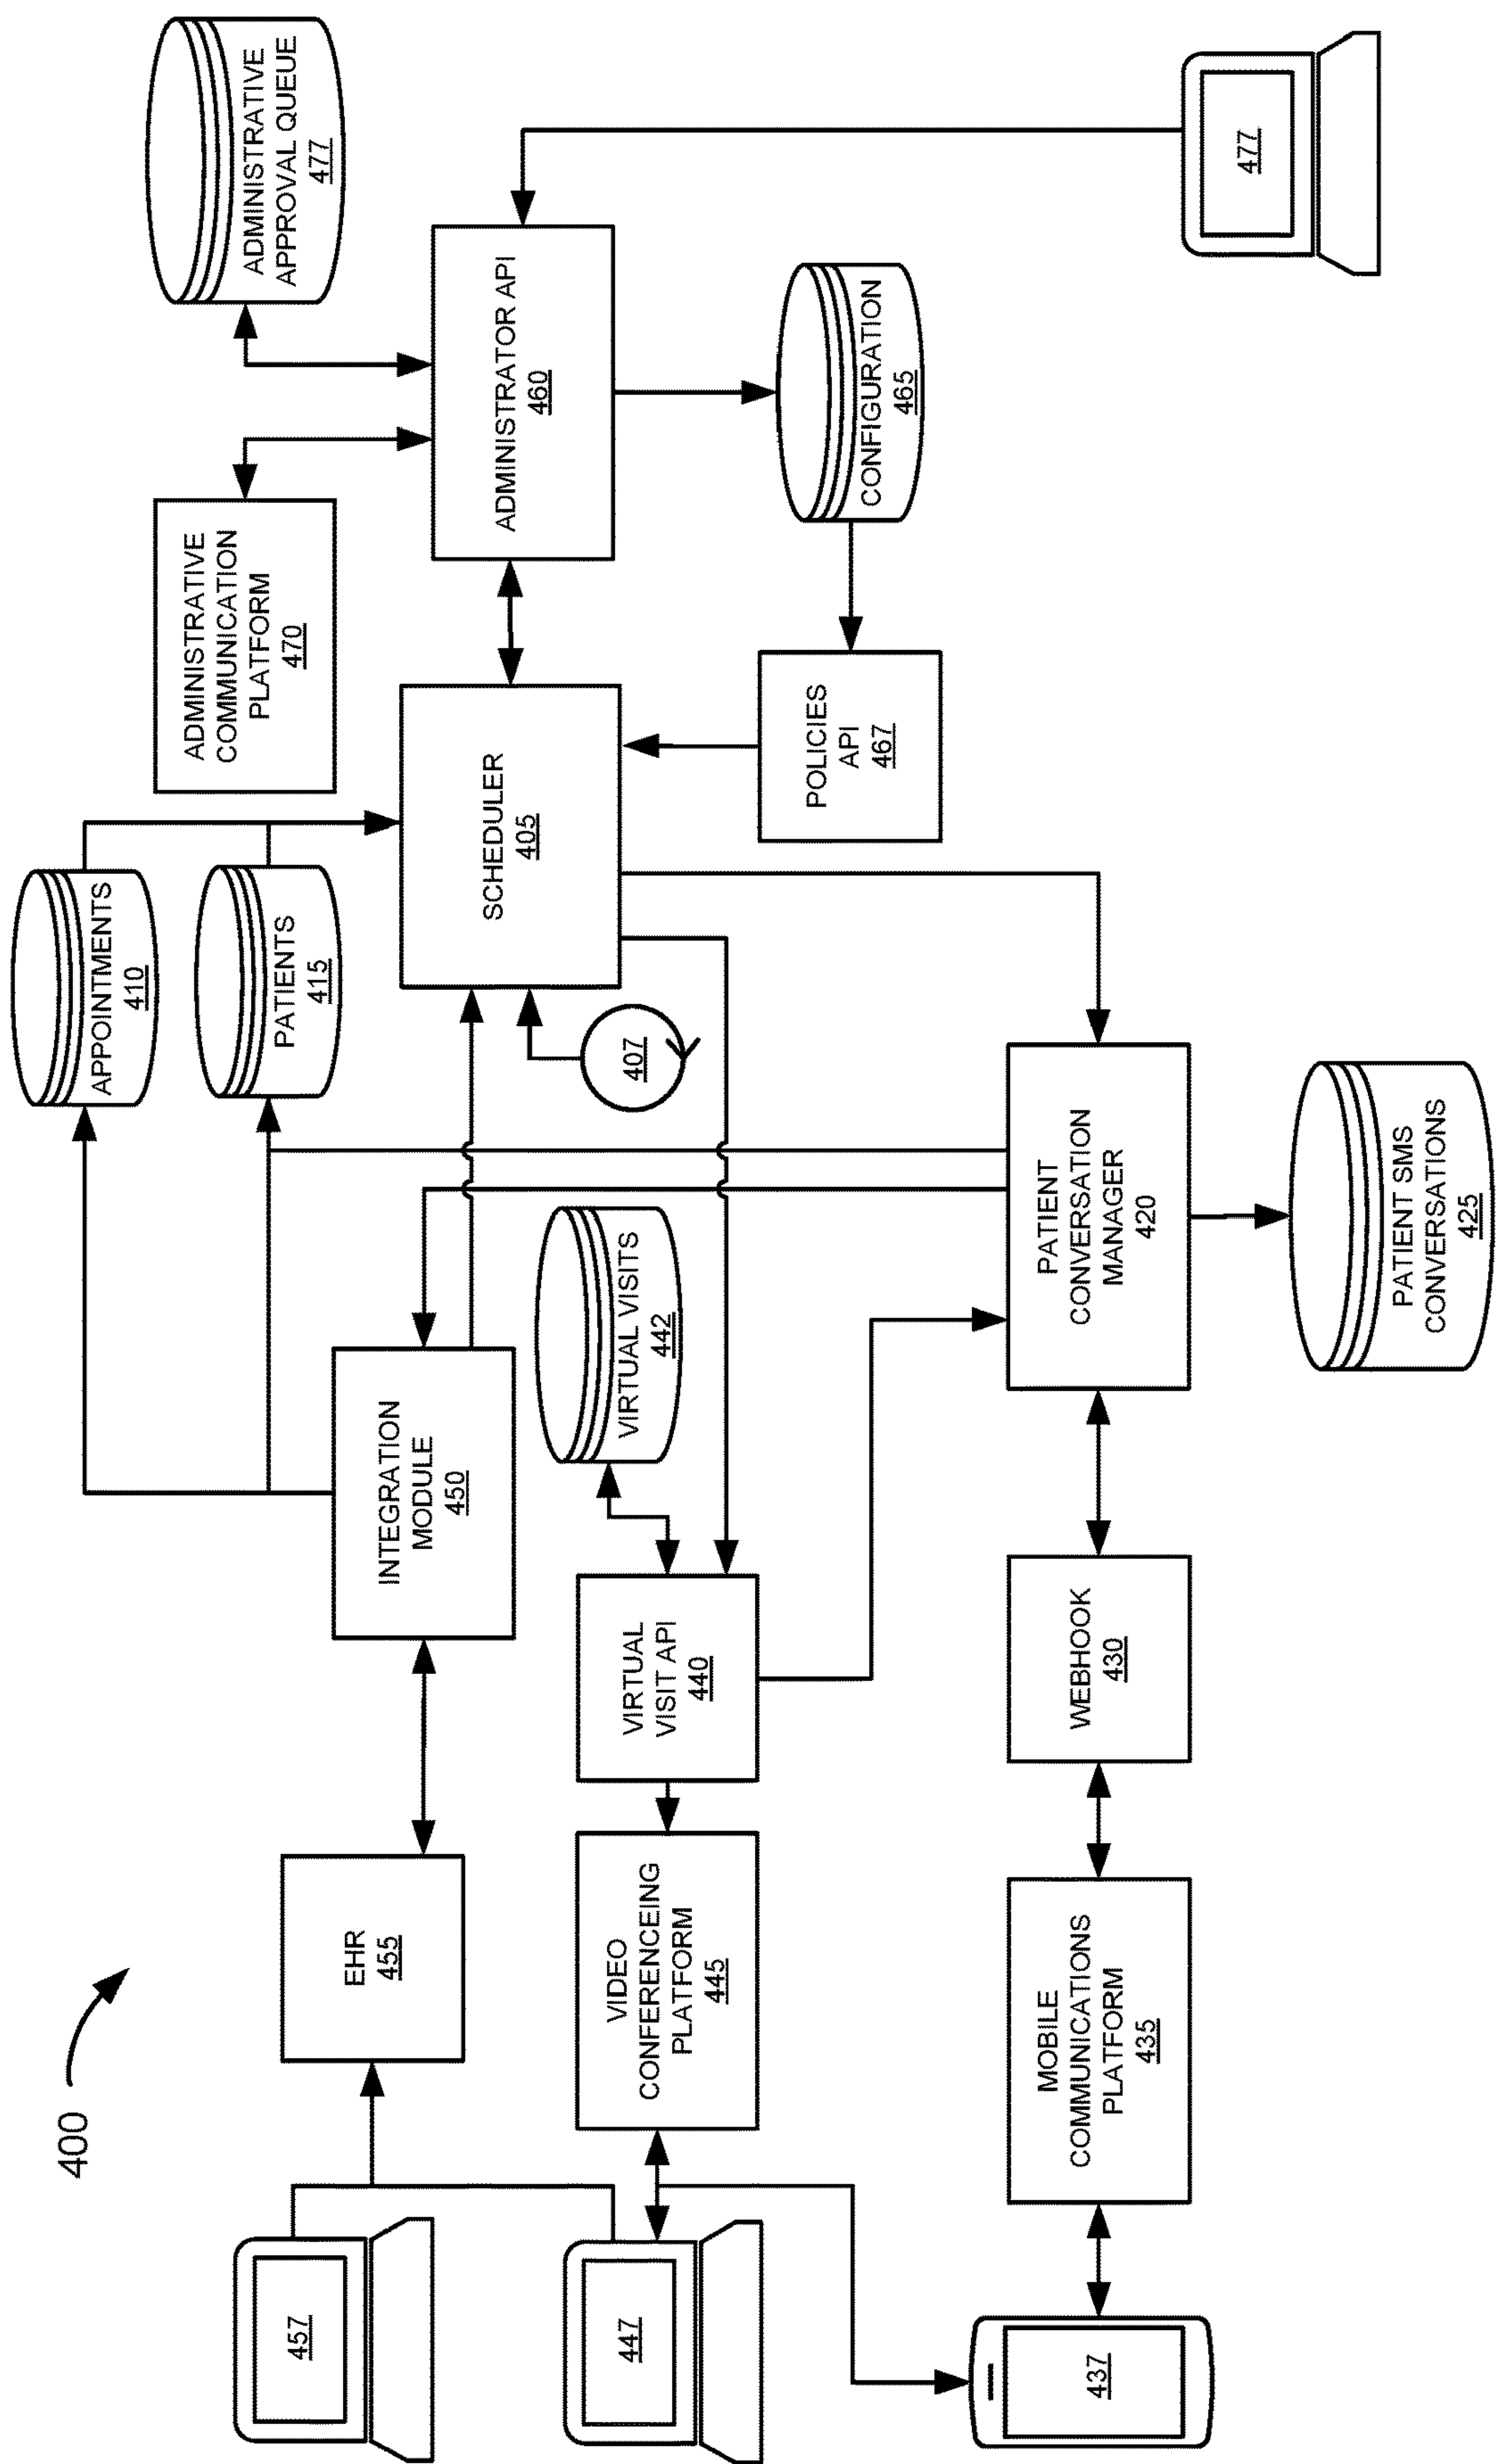 400
457
447
437
EHR
455
VIDEO
CONFERENCEING
PLATFORM
445
MOBILE
COMMUNICATIONS
PLATFORM
435
INTEGRATION
MODULE
450
VIRTUAL
VISIT API
440
WEBHOOK
430
VIRTUAL VISITS
442
APPOINTMENTS
410
PATIENTS
415
407
PATIENT
CONVERSATION
MANAGER
420
PATIENT SMS
CONVERSATIONS
425
SCHEDULER
405
ADMINISTRATIVE
COMMUNICATION
PLATFORM
470
POLICIES
API
467
ADMINISTRATOR API
460
CONFIGURATION
465
ADMINISTRATIVE
APPROVAL QUEUE
477
477